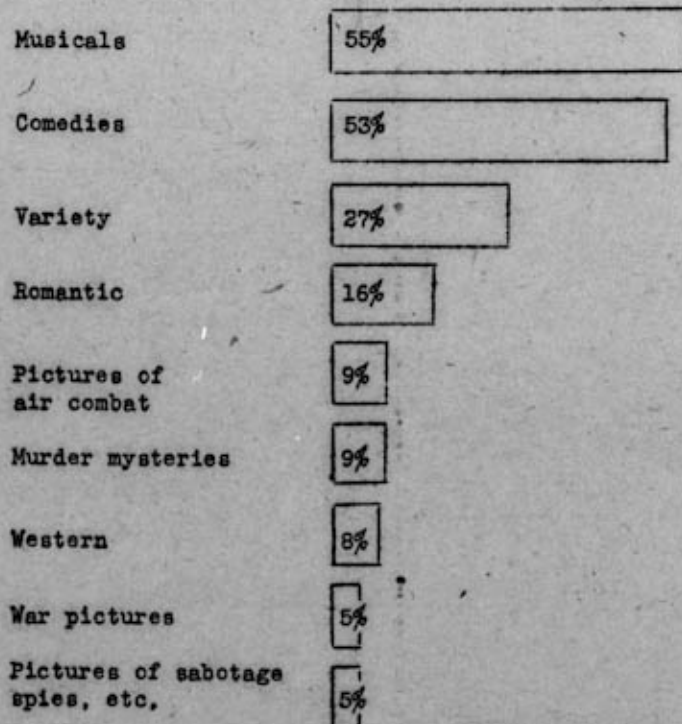 Musicals 55%
Comedies 53%
Variety 27%
Romantic 16%
Pictures of
air combat 9%
Murder mysteries 9%
Western 8%
War pictures 5%
Pictures of sabotage
spies, etc, 5%